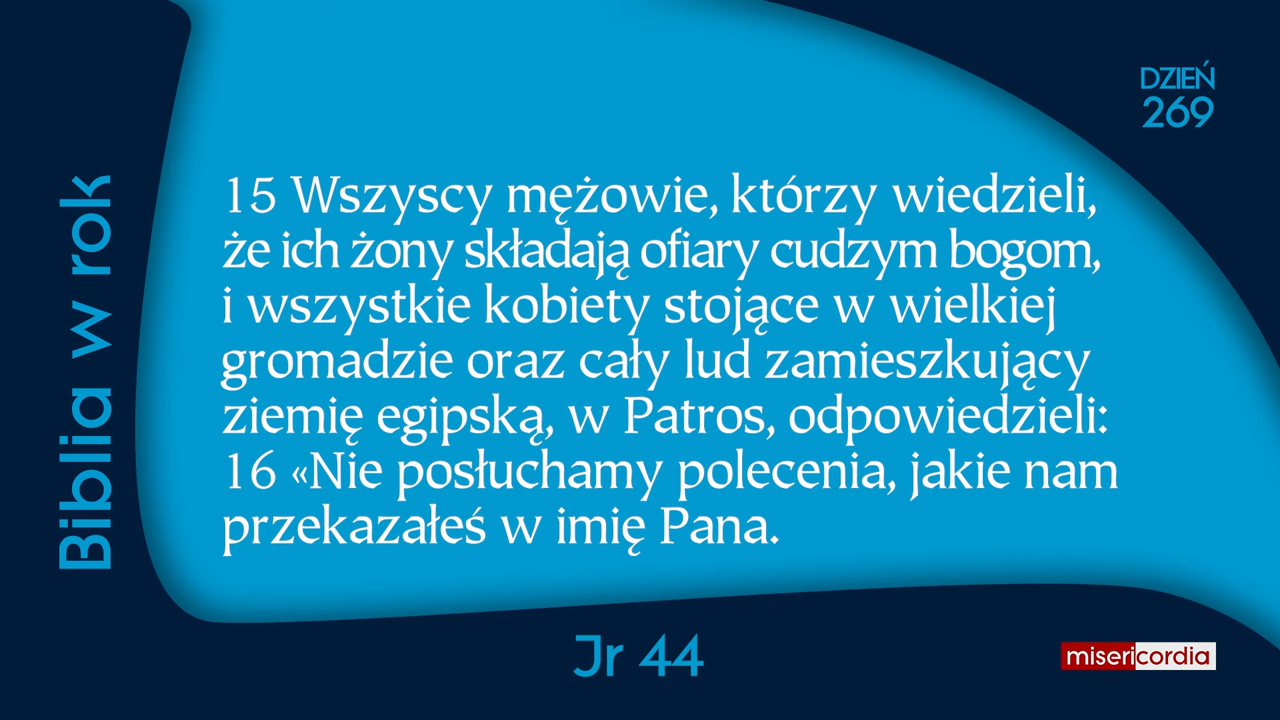 DZIEŃ
269
Biblia w rok
15 Wszyscy mężowie, którzy wiedzieli,
że ich żony składają ofiary cudzym bogom,
i wszystkie kobiety stojące w wielkiej
gromadzie oraz cały lud zamieszkujący
ziemię egipską, w Patros, odpowiedzieli:
16 «Nie posłuchamy polecenia, jakie nam
przekazałeś w imię Pana.
Jr 44
misericordia